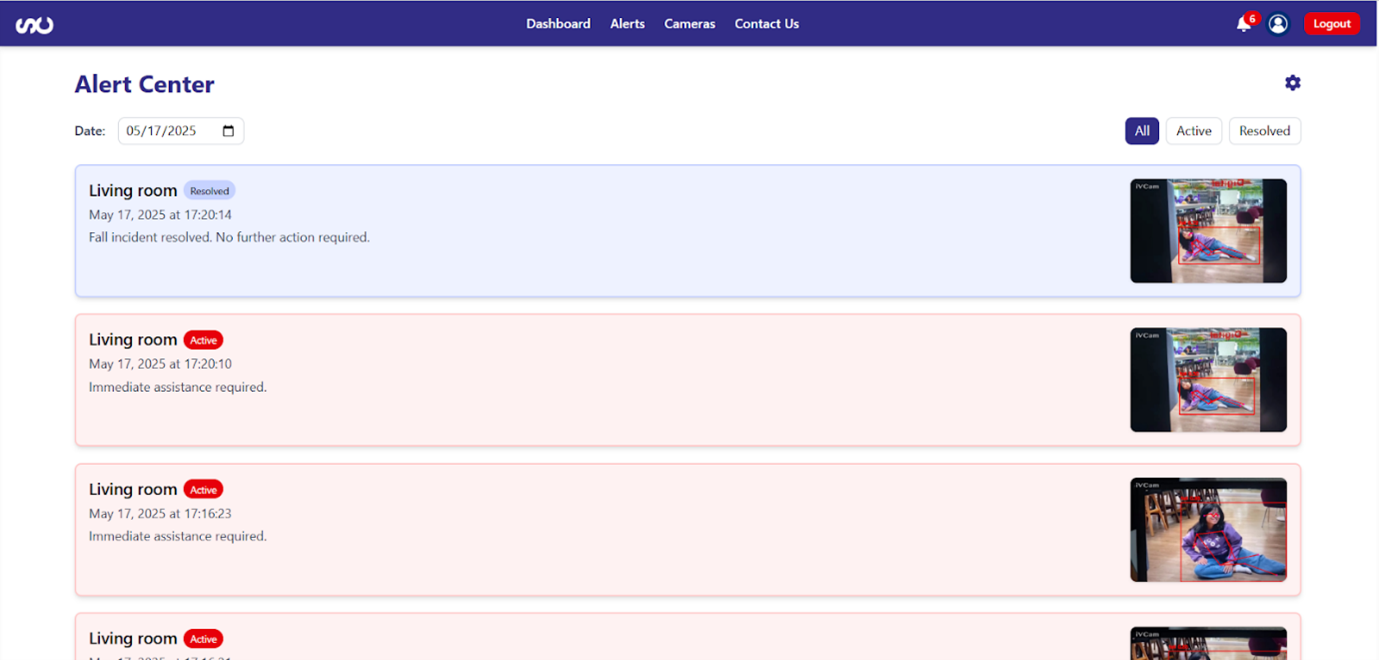 Dashboard Alerts Cameras Contact Us 6 Logout
Alert Center
Date: 05/17/2025 All Active Resolved
Living room Resolved
May 17, 2025 at 17:20:14
Fall incident resolved. No further action required.
iVCam
Living room Active
May 17, 2025 at 17:20:10
Immediate assistance required.
iVCam
Living room Active
May 17, 2025 at 17:16:23
Immediate assistance required.
iVCam
Living room Active
iVCam